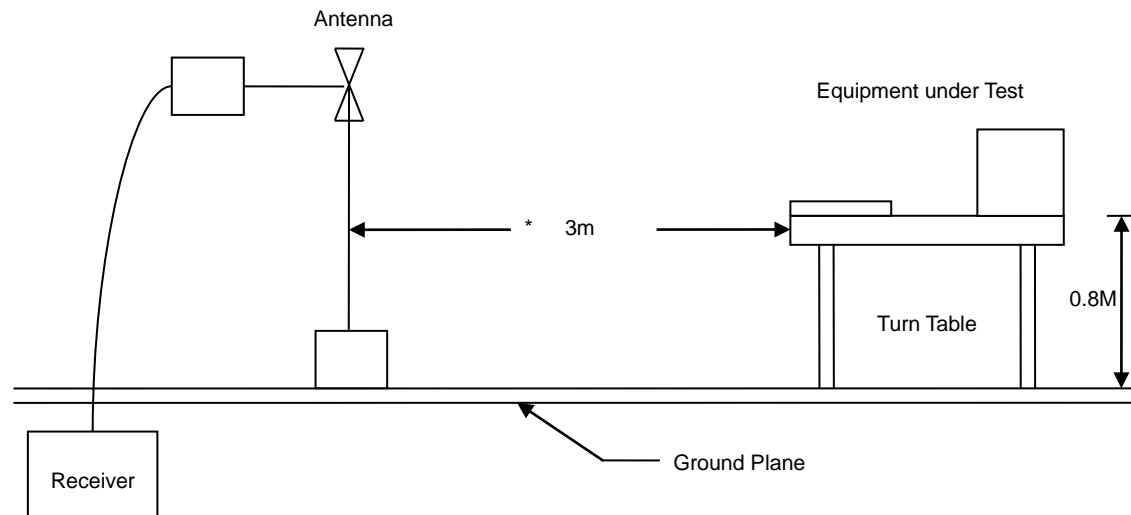 Antenna
Equipment under Test
* 3m
0.8M
Turn Table
Ground Plane
Receiver